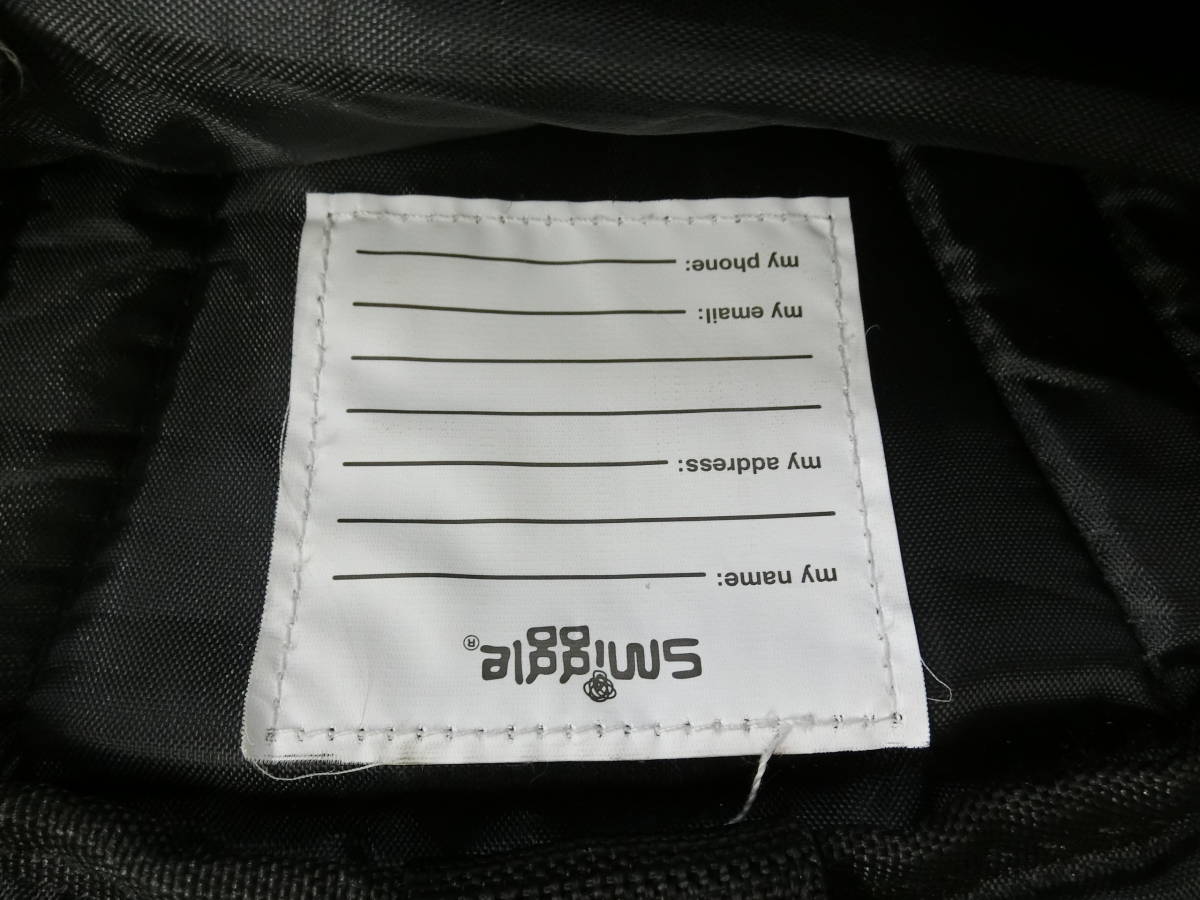 smiggle®
my name:
my address:
my email:
my phone: